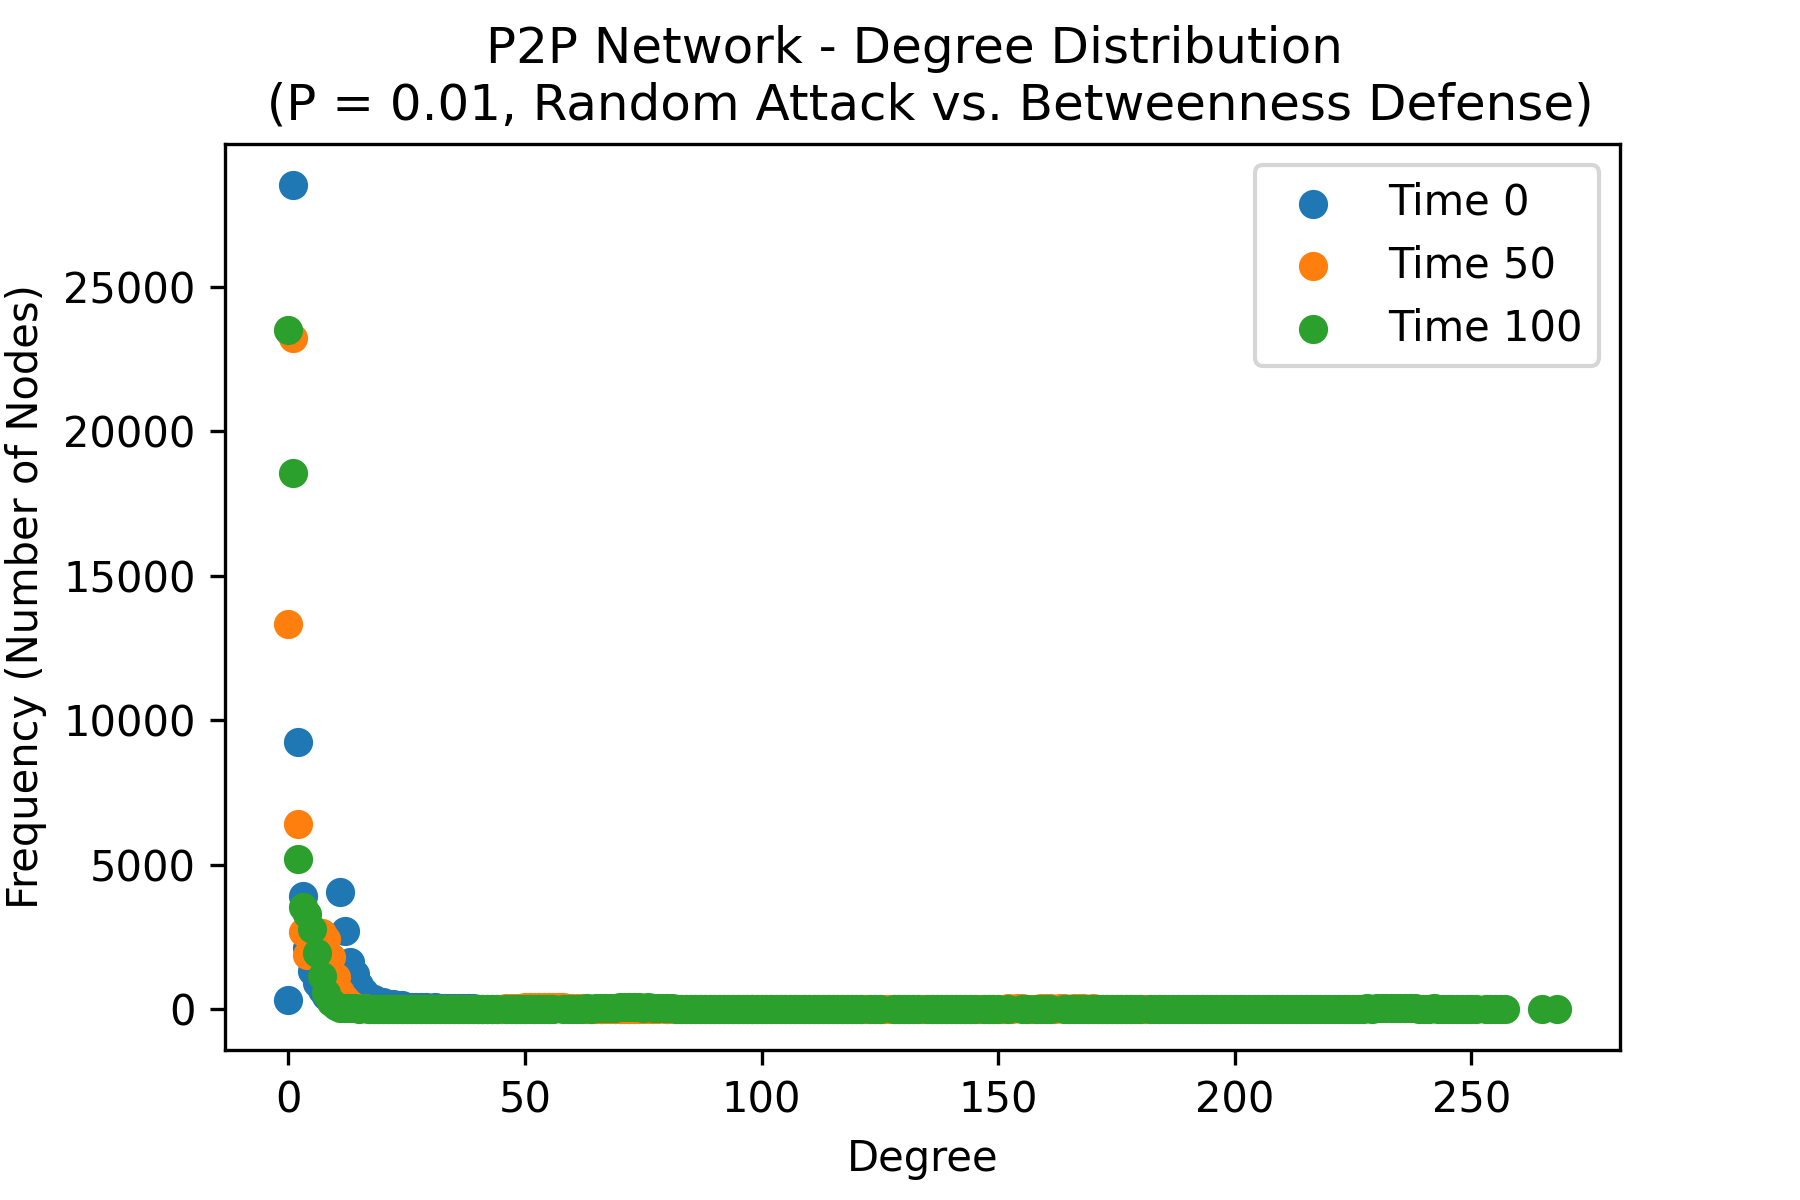 P2P Network - Degree Distribution
(P = 0.01, Random Attack vs. Betweenness Defense)
Time 0
Time 50
Time 100
Frequency (Number of Nodes)
25000
20000
15000
10000
5000
0
0 50 100 150 200 250
Degree